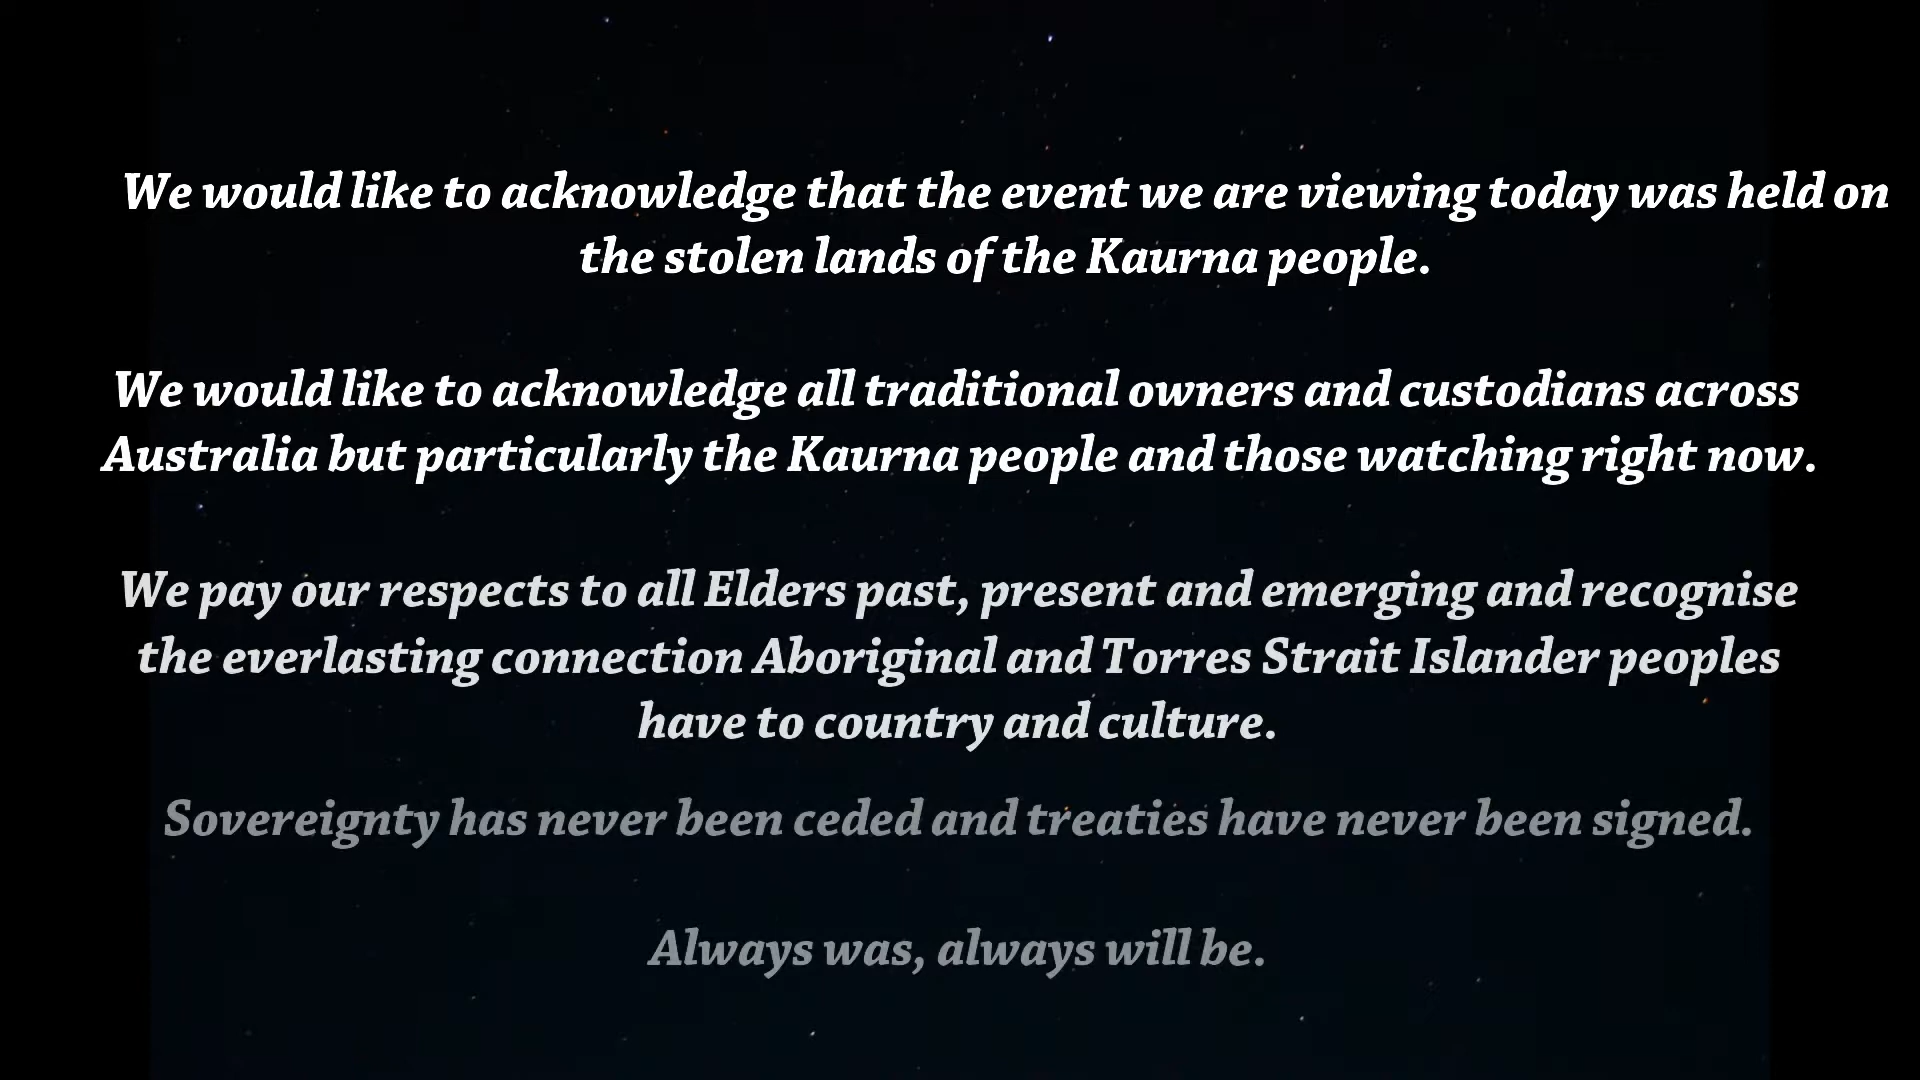 We would like to acknowledge that the event we are viewing today was held on
the stolen lands of the Kaurna people.
We would like to acknowledge all traditional owners and custodians across
Australia but particularly the Kaurna people and those watching right now.
We pay our respects to all Elders past, present and emerging and recognise
the everlasting connection Aboriginal and Torres Strait Islander peoples
have to country and culture.
Sovereignty has never been ceded and treaties have never been signed.
Always was, always will be.